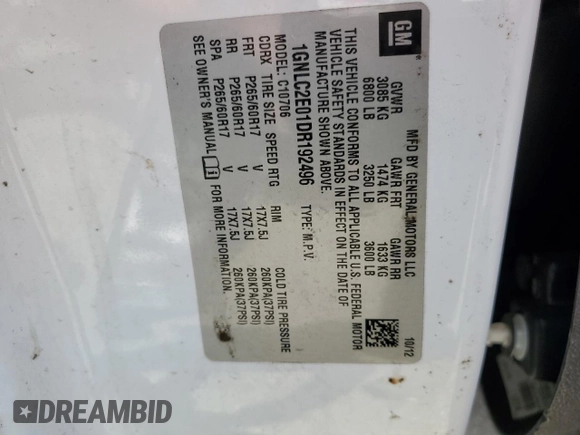 GM
MFD BY GENERAL MOTORS LLC 10/12
GVWR GAWR FRT GAWR RR
3085 KG 1474 KG 1633 KG
6800 LB 3250 LB 3600 LB
THIS VEHICLE CONFORMS TO ALL APPLICABLE U.S. FEDERAL MOTOR
VEHICLE SAFETY STANDARDS IN EFFECT ON THE DATE OF
MANUFACTURE SHOWN ABOVE.
1GNLC2E01DR192496 TYPE: M.P.V.
MODEL: C10706
CDRX TIRE SIZE SPEED RTG RIM COLD TIRE PRESSURE
FRT P265/60R17 V 17X7.5J 260KPA(37PSI)
RR P265/60R17 V 17X7.5J 260KPA(37PSI)
SPA P265/60R17 V 17X7.5J 260KPA(37PSI)
SEE OWNER'S MANUAL i FOR MORE INFORMATION.
DREAMBID